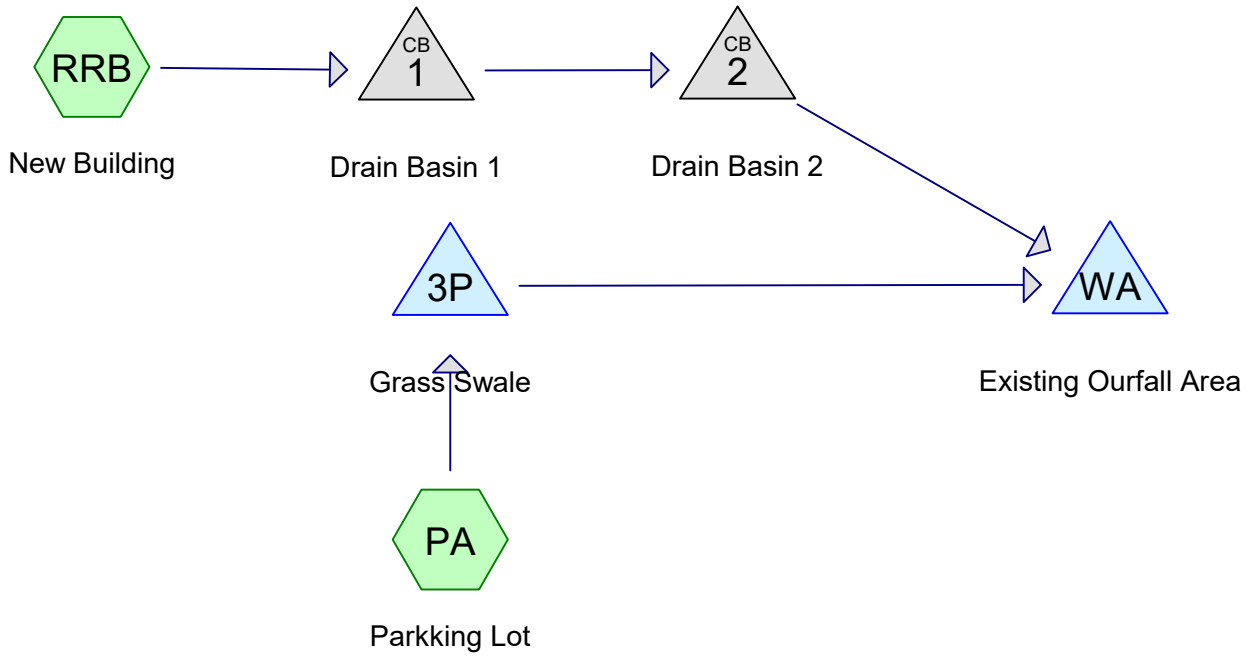 RRB
CB
1
CB
2
New Building
Drain Basin 1
Drain Basin 2
3P
WA
Grass Swale
Existing Ourfall Area
PA
Parkking Lot